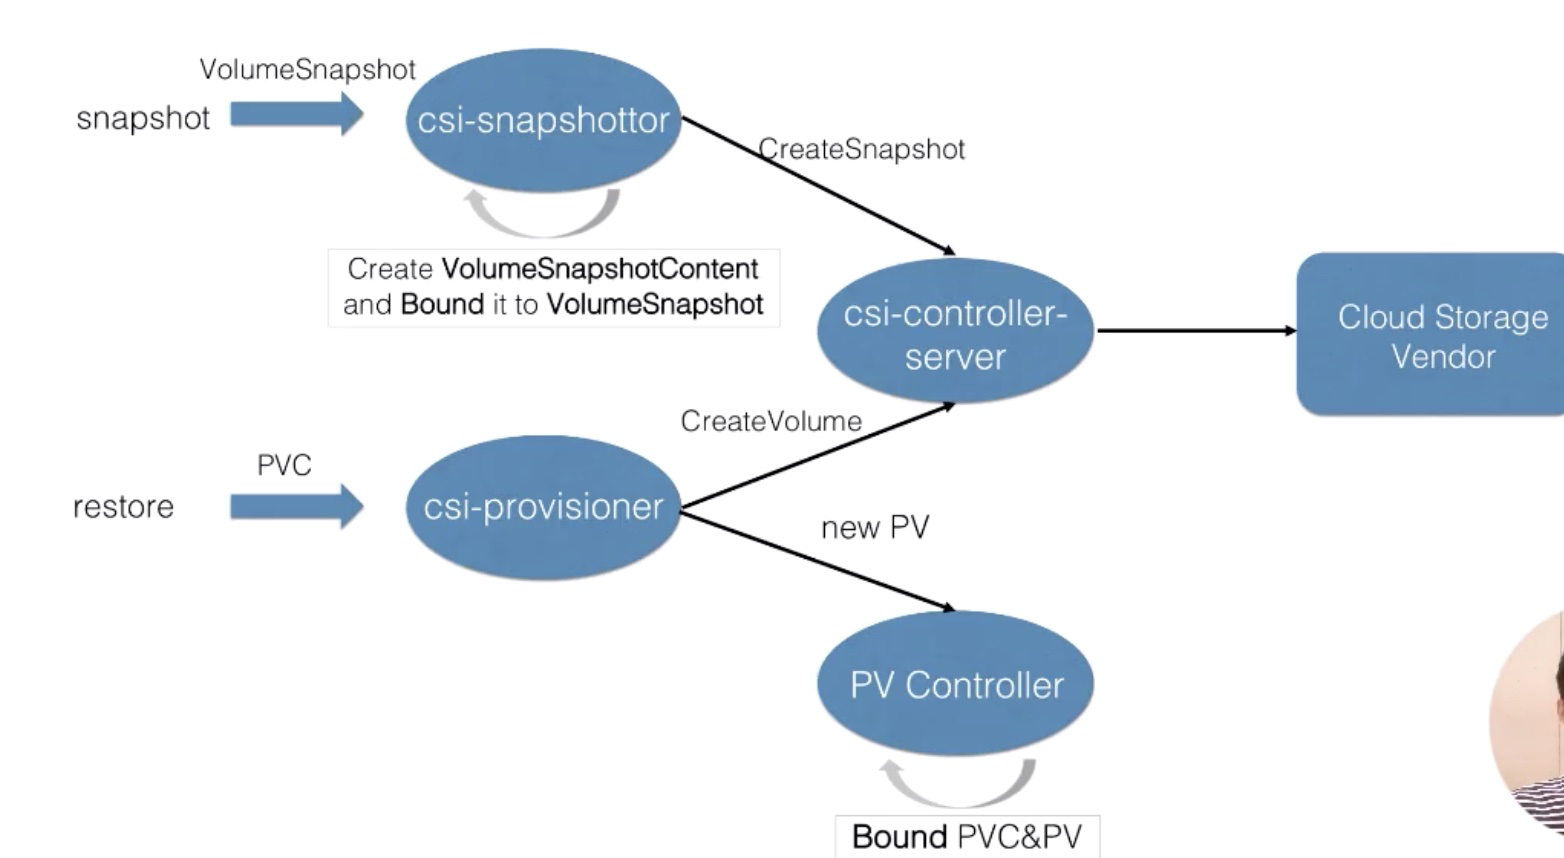 VolumeSnapshot
snapshot
csi-snapshottor
CreateSnapshot
Create VolumeSnapshotContent
and Bound it to VolumeSnapshot
csi-controller-
server
Cloud Storage
Vendor
CreateVolume
PVC
restore
csi-provisioner
new PV
PV Controller
Bound PVC&PV